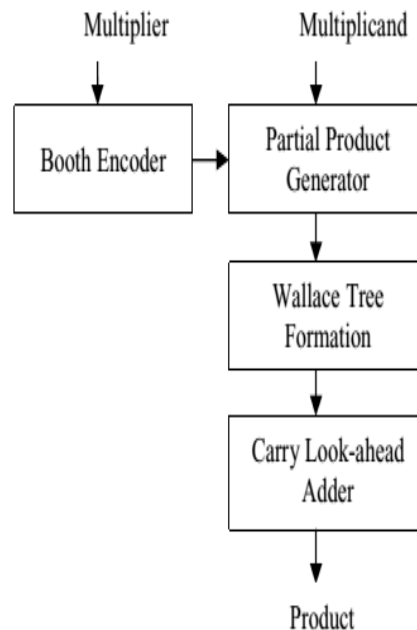 Multiplier
Multiplicand
Booth Encoder
Partial Product
Generator
Wallace Tree
Formation
Carry Look-ahead
Adder
Product